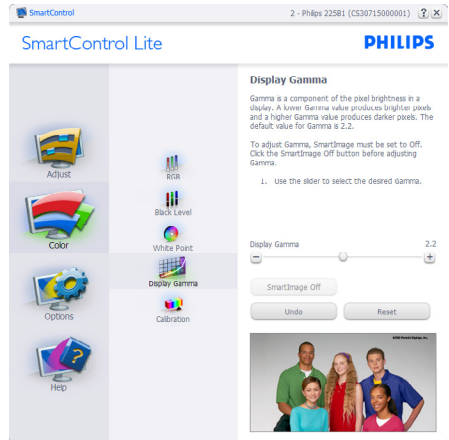 SmartControl
2 - Philips 225B1 (CS30715000001)
SmartControl Lite
PHILIPS
Adjust
Color
Options
Help
RGB
Black Level
White Point
Display Gamma
Calibration
Display Gamma
Gamma is a component of the pixel brightness in a
display. A lower Gamma value produces brighter pixels
and a higher Gamma value produces darker pixels. The
default value for Gamma is 2.2.
To adjust Gamma, SmartImage must be set to Off.
Click the SmartImage Off button before adjusting
Gamma.
1. Use the slider to select the desired Gamma.
Display Gamma
2.2
SmartImage Off
Undo
Reset